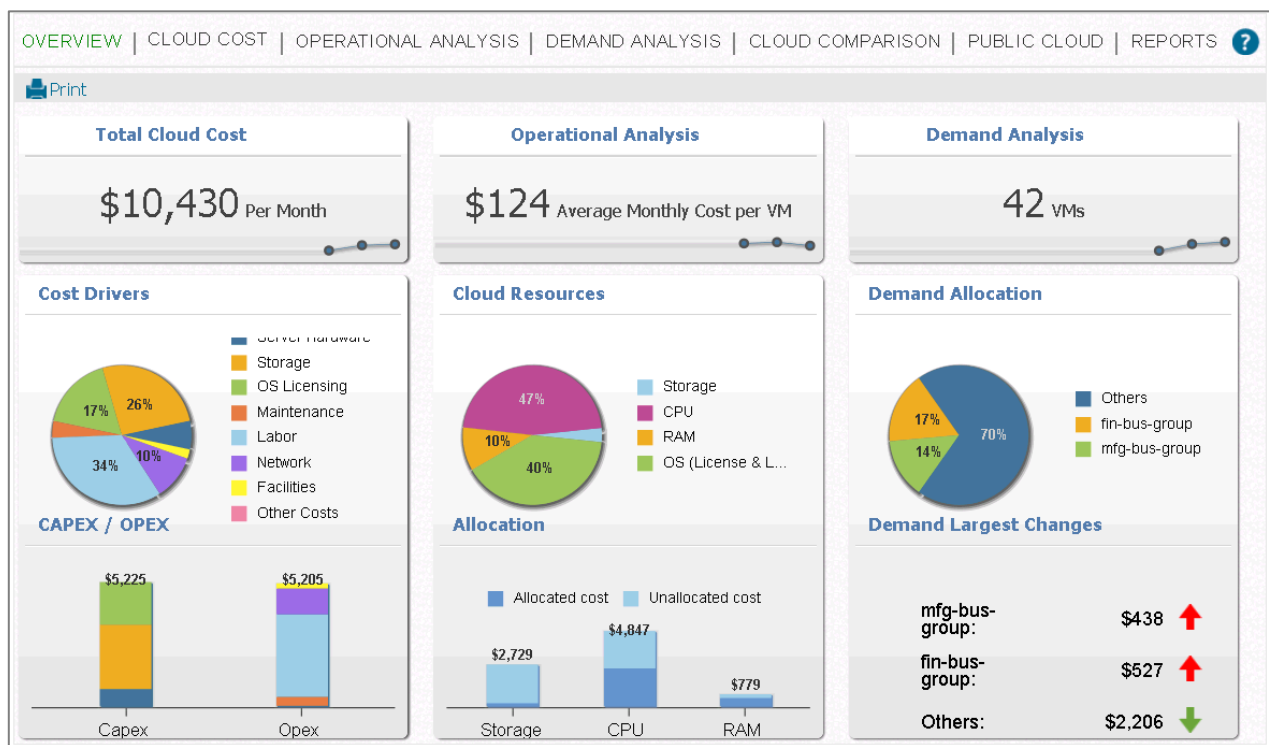 OVERVIEW | CLOUD COST | OPERATIONAL ANALYSIS | DEMAND ANALYSIS | CLOUD COMPARISON | PUBLIC CLOUD | REPORTS ?
Print
Total Cloud Cost
$10,430 Per Month
Operational Analysis
$124 Average Monthly Cost per VM
Demand Analysis
42 VMs
Cost Drivers
17%
26%
34%
10%
Server Hardware
Storage
OS Licensing
Maintenance
Labor
Network
Facilities
Other Costs
CAPEX / OPEX
$5,225
$5,205
Capex
Opex
Cloud Resources
47%
10%
40%
Storage
CPU
RAM
OS (License & L...
Allocation
Allocated cost
Unallocated cost
$2,729
$4,847
$779
Storage
CPU
RAM
Demand Allocation
17%
70%
14%
Others
fin-bus-group
mfg-bus-group
Demand Largest Changes
mfg-bus-
group:
$438
fin-bus-
group:
$527
Others:
$2,206